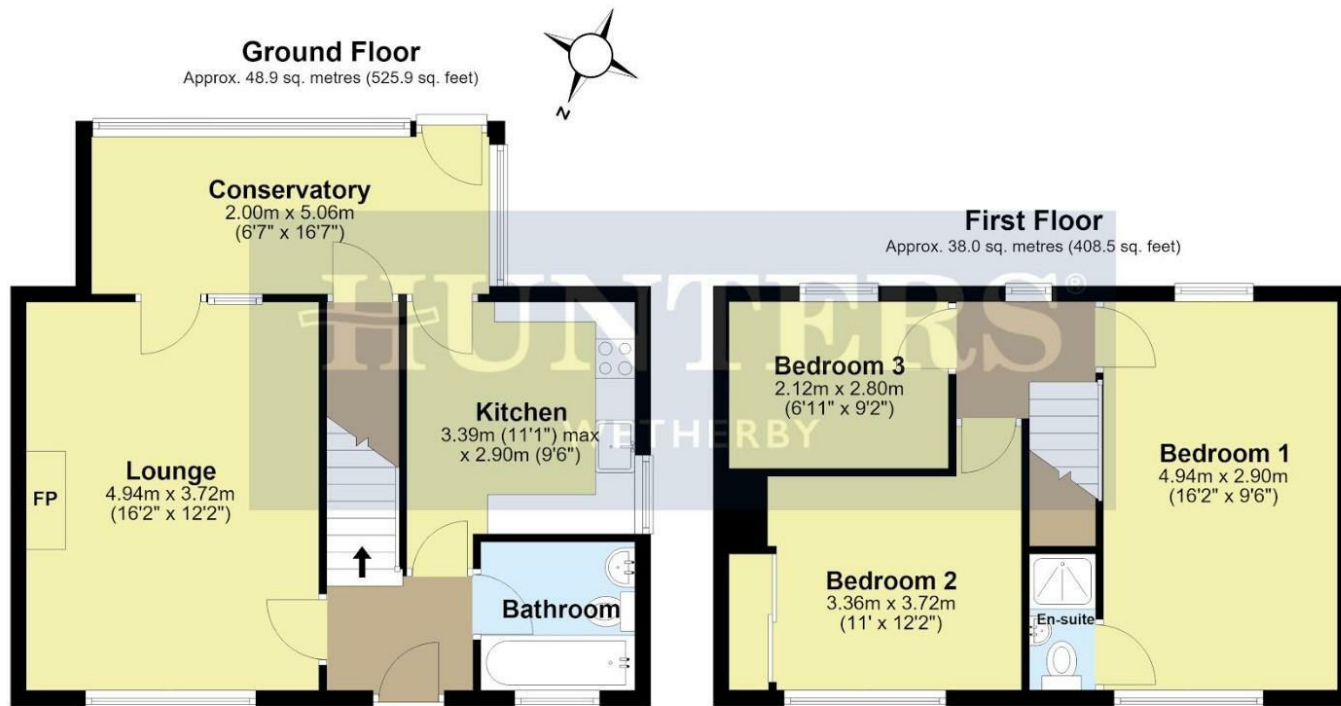 Ground Floor
Approx. 48.9 sq. metres (525.9 sq. feet)
N
Conservatory
2.00m x 5.06m
(6'7" x 16'7")
Lounge
4.94m x 3.72m
(16'2" x 12'2")
FP
Kitchen
3.39m (11'1") max
x 2.90m (9'6")
Bathroom
First Floor
Approx. 38.0 sq. metres (408.5 sq. feet)
Bedroom 3
2.12m x 2.80m
(6'11" x 9'2")
Bedroom 1
4.94m x 2.90m
(16'2" x 9'6")
Bedroom 2
3.36m x 3.72m
(11' x 12'2")
En-suite
HUNTERS®
WETHERBY